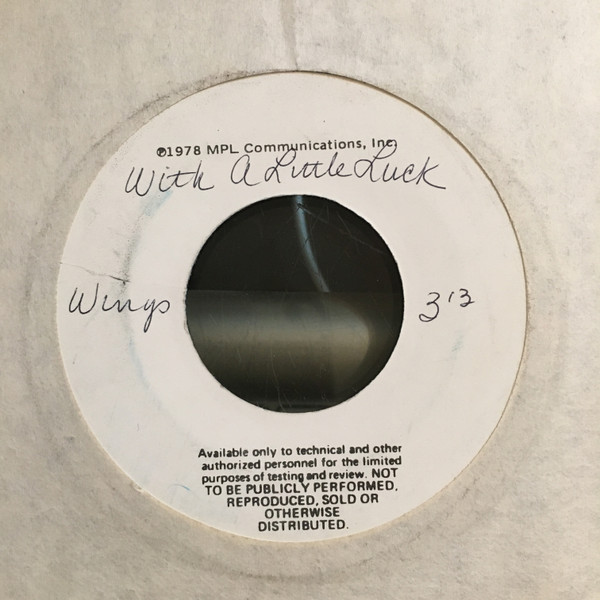 ℗1978 MPL Communications, Inc.
With A Little Luck
Wings
3'13
Available only to technical and other
authorized personnel for the limited
purposes of testing and review. NOT
TO BE PUBLICLY PERFORMED,
REPRODUCED, SOLD OR
OTHERWISE
DISTRIBUTED.